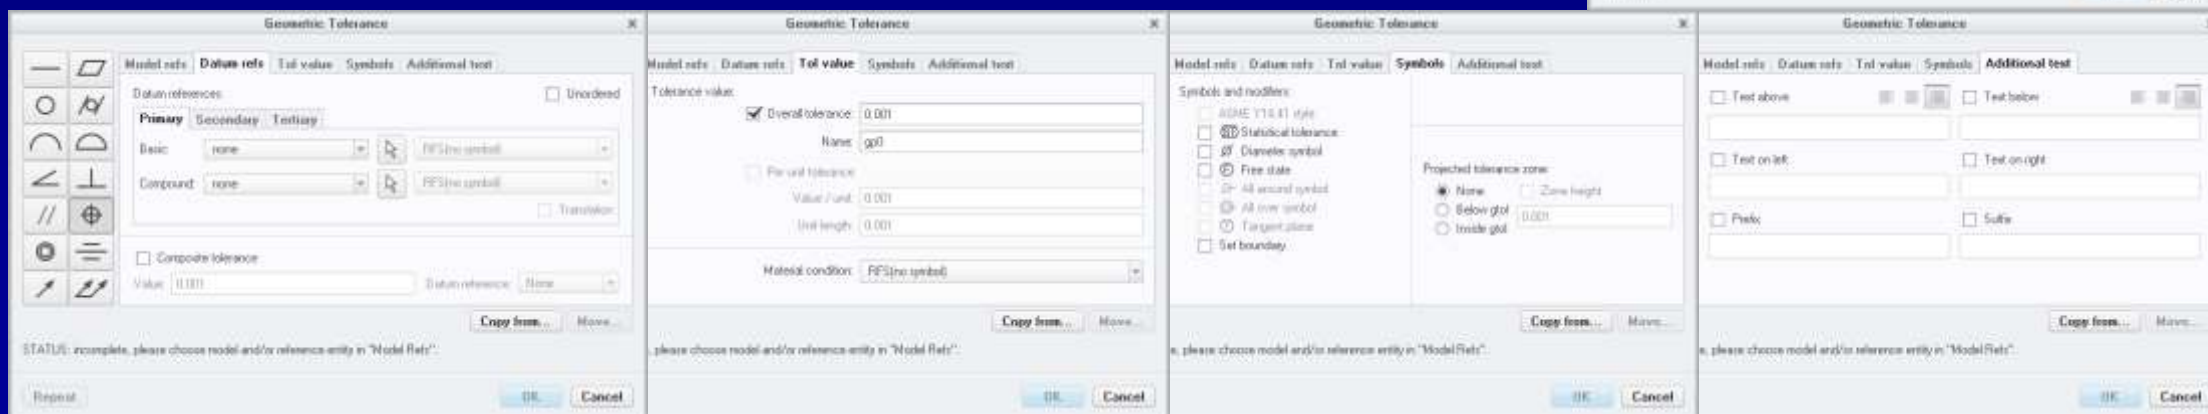 Geometric Tolerance
Model refs Datum refs Tol value Symbols Additional text
Datum references:
Unordered
Primary Secondary Tertiary
Basic: none RFS(no symbol)
Compound: none RFS(no symbol)
Translation
Composite tolerance
Value: 0.001 Datum reference: None
Copy from... Move...
STATUS: incomplete, please choose model and/or reference entity in "Model Refs".
Repeat OK Cancel
Geometric Tolerance
Model refs Datum refs Tol value Symbols Additional text
Tolerance value:
Overall tolerance: 0.001
Name: gp0
Per unit tolerance
Value / unit: 0.001
Unit length: 0.001
Material condition: RFS(no symbol)
Copy from... Move...
, please choose model and/or reference entity in "Model Refs".
OK Cancel
Geometric Tolerance
Model refs Datum refs Tol value Symbols Additional text
Symbols and modifiers:
ASME Y14.41 style
Statistical tolerance
Diameter symbol
Free state
All around symbol
All over symbol
Tangent plane
Set boundary
Projected tolerance zone:
None Zone height
Below gtol 0.001
Inside gtol
Copy from... Move...
e, please choose model and/or reference entity in "Model Refs".
OK Cancel
Geometric Tolerance
Model refs Datum refs Tol value Symbols Additional text
Text above Text below
Text on left Text on right
Prefix Suffix
Copy from... Move...
e, please choose model and/or reference entity in "Model Refs".
OK Cancel